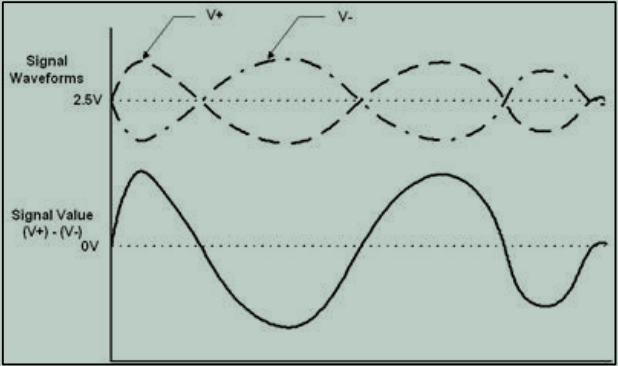 V+
V-
Signal
Waveforms
2.5V
Signal Value
(V+) - (V-)
0V